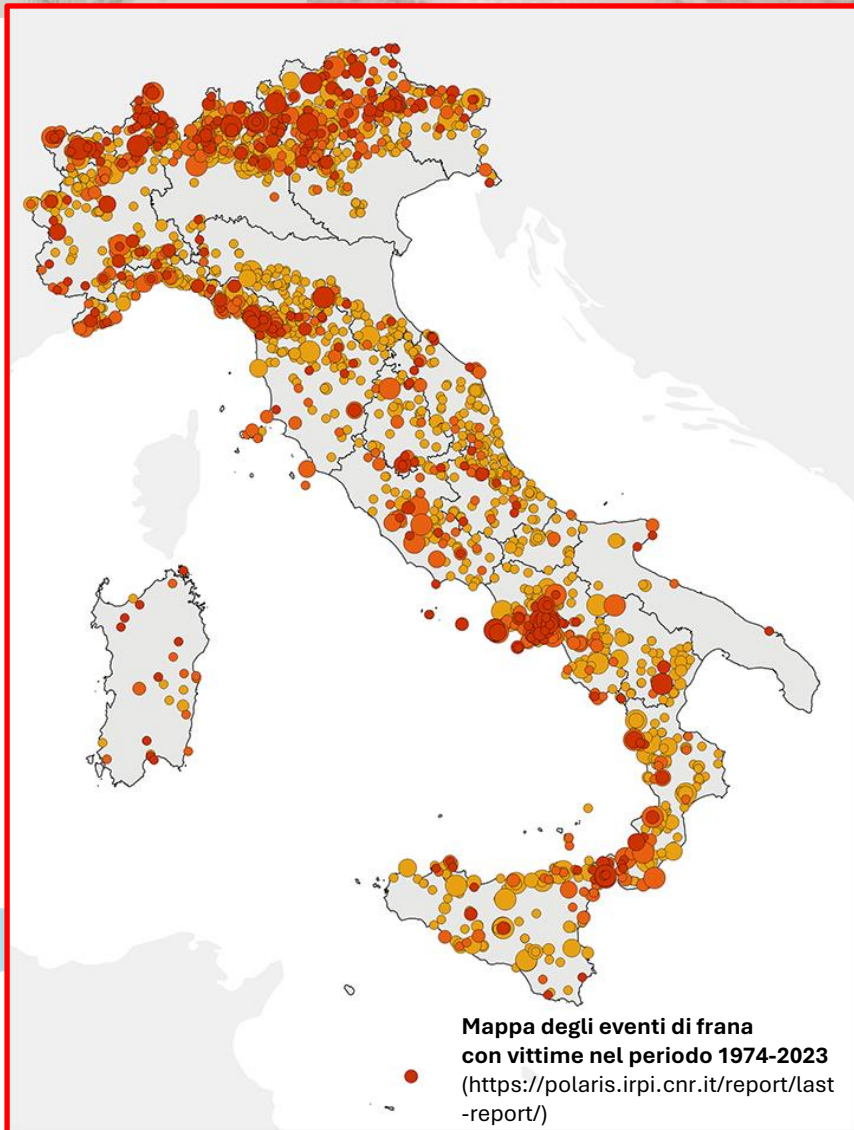 Mappa degli eventi di frana
con vittime nel periodo 1974-2023
(https://polaris.irpi.cnr.it/report/last
-report/)